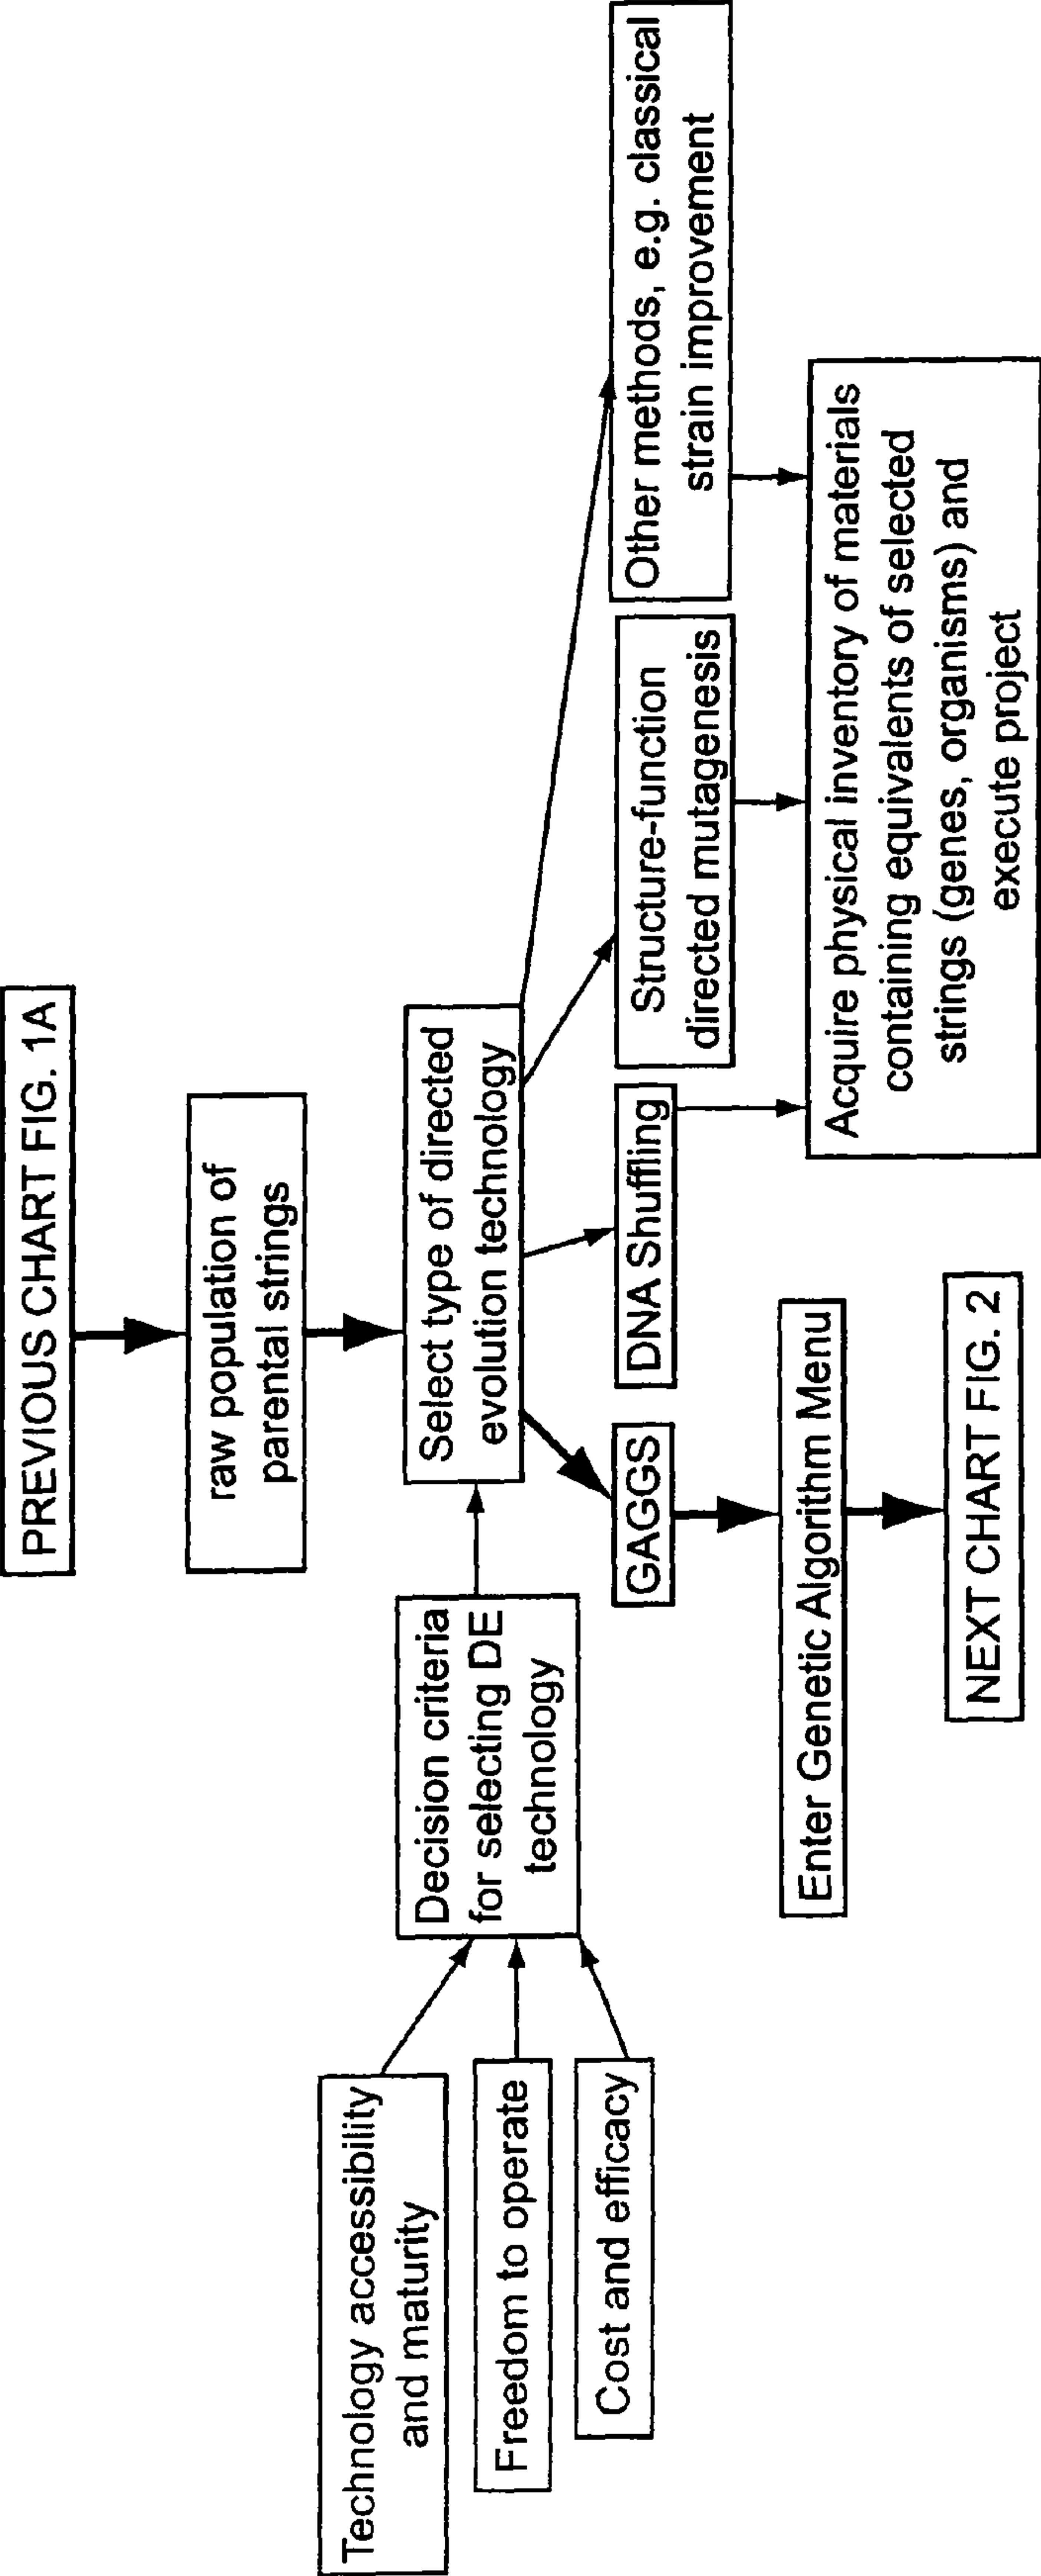 PREVIOUS CHART FIG. 1A
raw population of
parental strings
Technology accessibility
and maturity
Freedom to operate
Cost and efficacy
Decision criteria
for selecting DE
technology
Select type of directed
evolution technology
GAGGS
DNA Shuffling
Structure-function
directed mutagenesis
Other methods, e.g. classical
strain improvement
Enter Genetic Algorithm Menu
Acquire physical inventory of materials
containing equivalents of selected
strings (genes, organisms) and
execute project
NEXT CHART FIG. 2